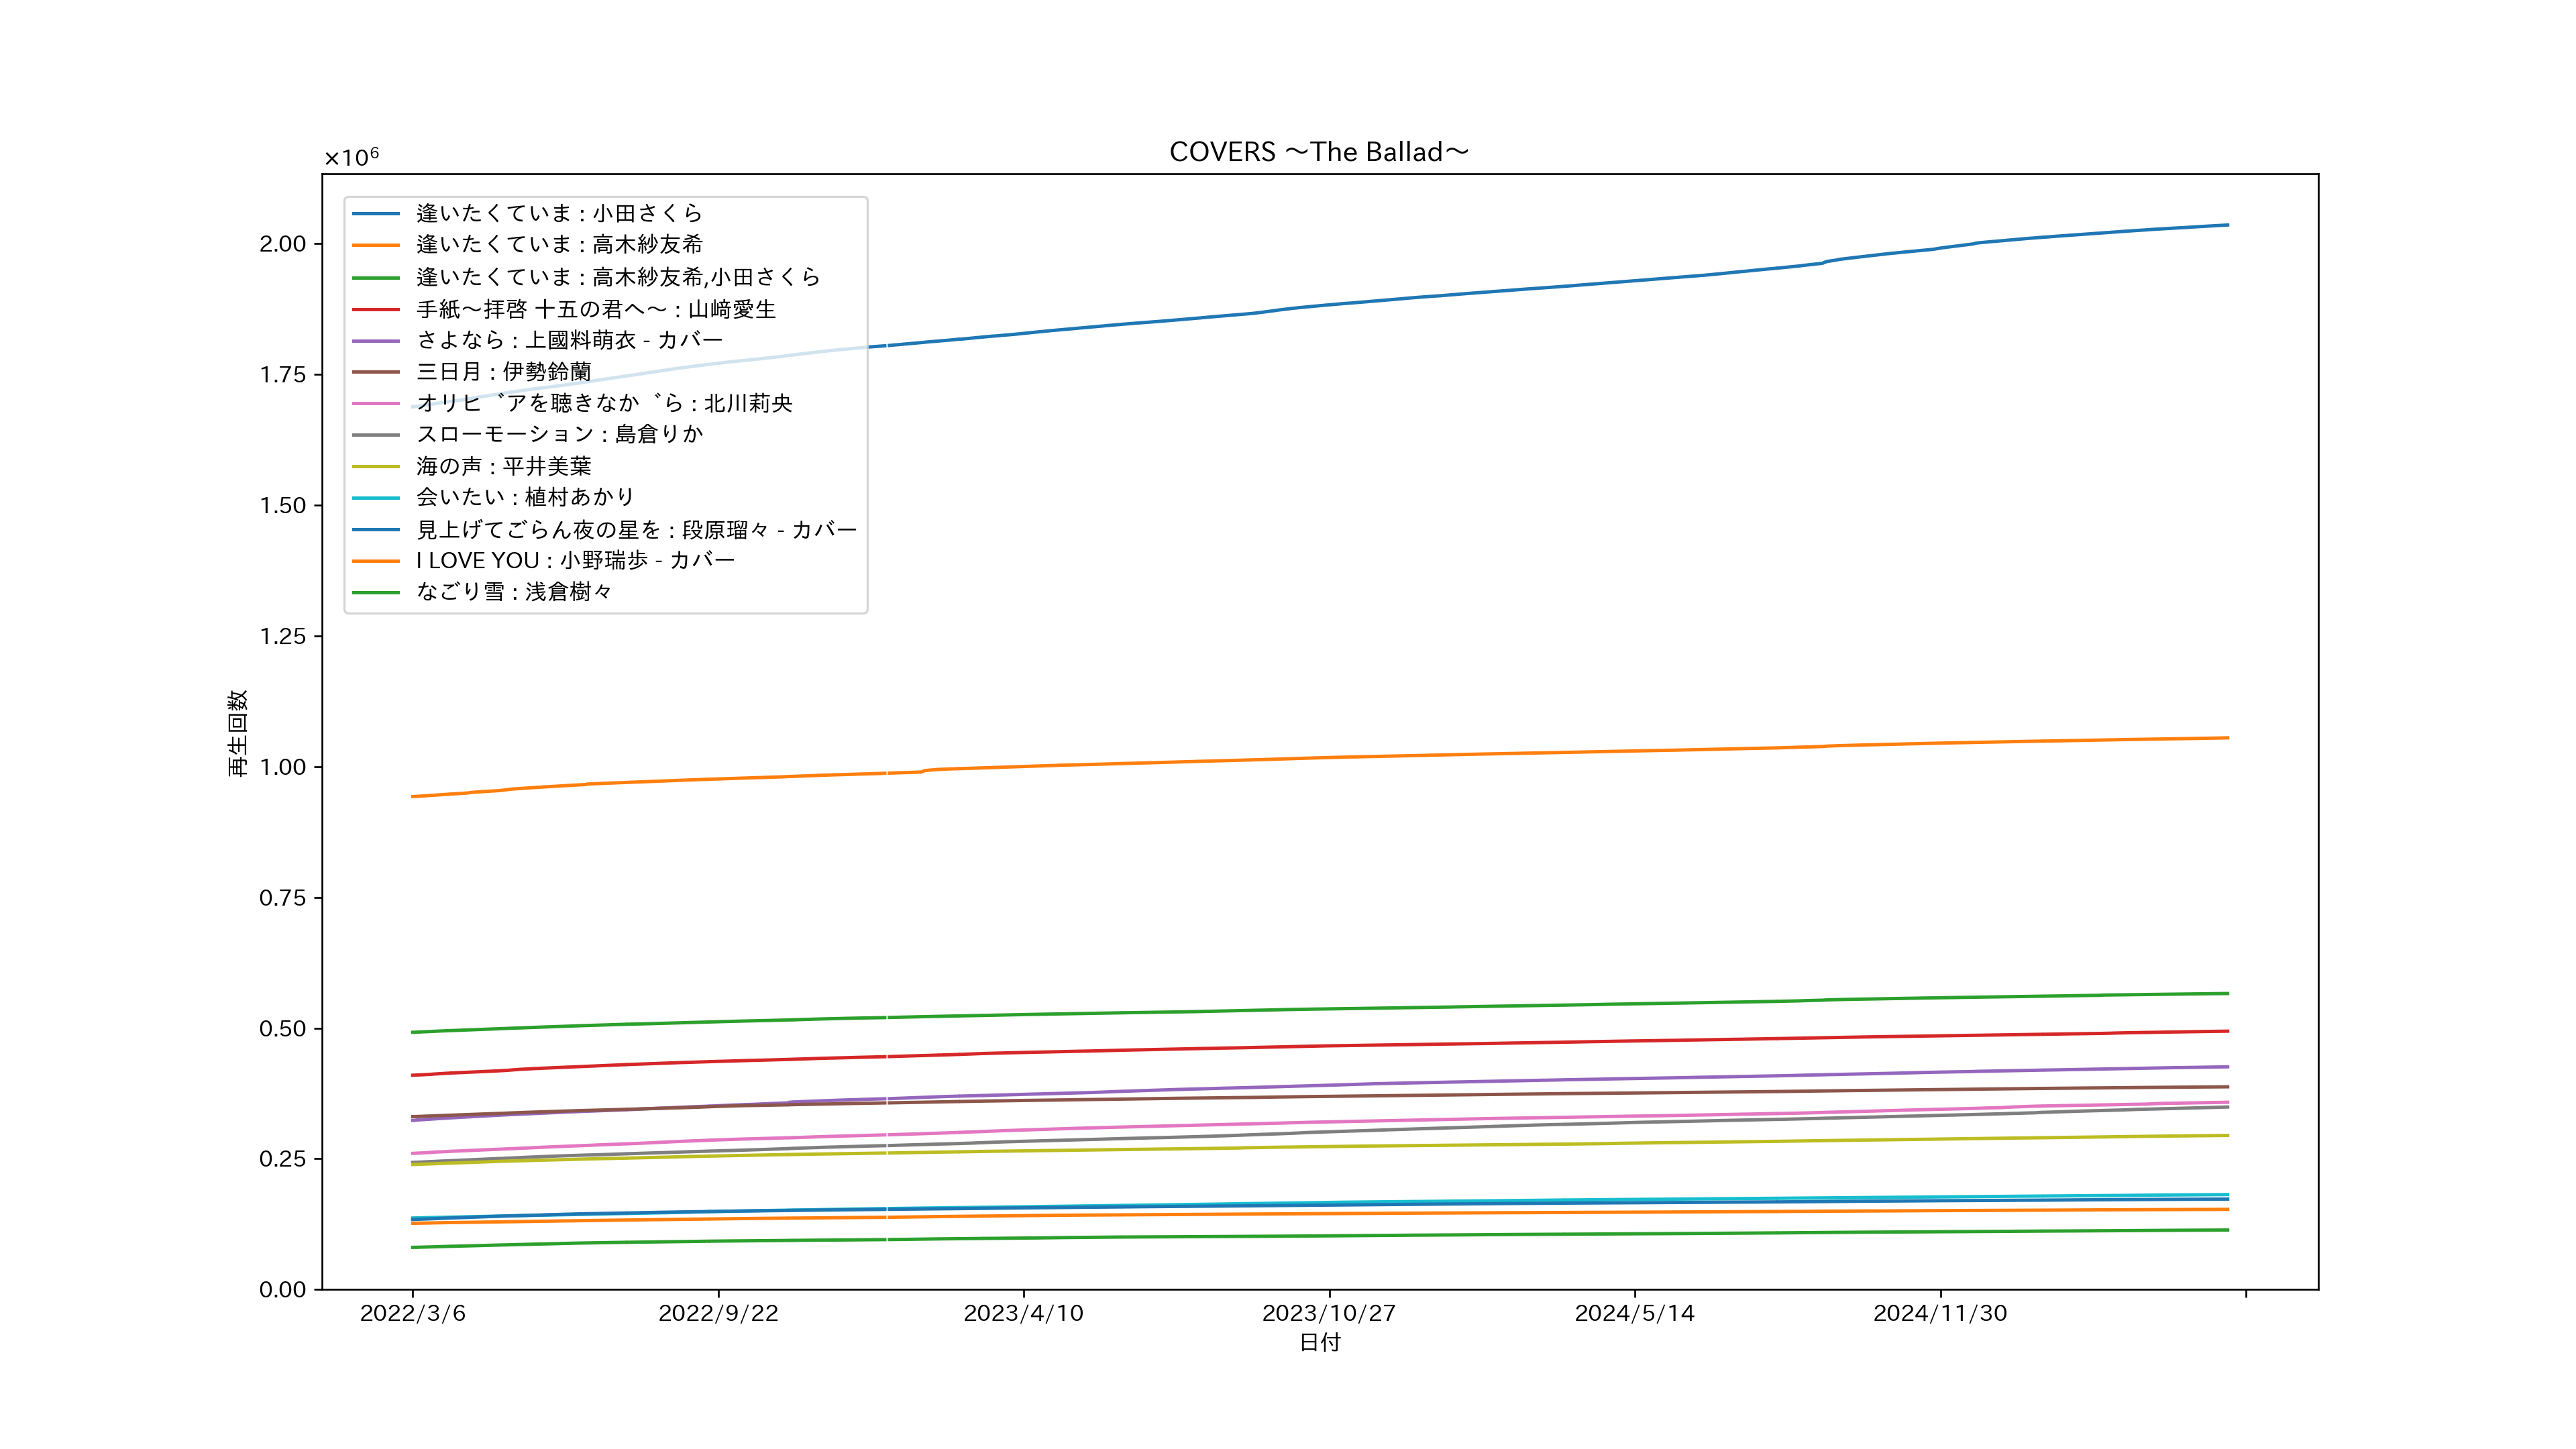 COVERS ～The Ballad～
×10⁶
2.00
1.75
1.50
1.25
1.00
0.75
0.50
0.25
0.00
再生回数
逢いたくていま : 小田さくら
逢いたくていま : 高木紗友希
逢いたくていま : 高木紗友希,小田さくら
手紙～拝啓 十五の君へ～ : 山﨑愛生
さよなら : 上國料萌衣 - カバー
三日月 : 伊勢鈴蘭
オリヒ゛アを聴きなか゛ら : 北川莉央
スローモーション : 島倉りか
海の声 : 平井美葉
会いたい : 植村あかり
見上げてごらん夜の星を : 段原瑠々 - カバー
I LOVE YOU : 小野瑞歩 - カバー
なごり雪 : 浅倉樹々
2022/3/6
2022/9/22
2023/4/10
2023/10/27
2024/5/14
2024/11/30
日付